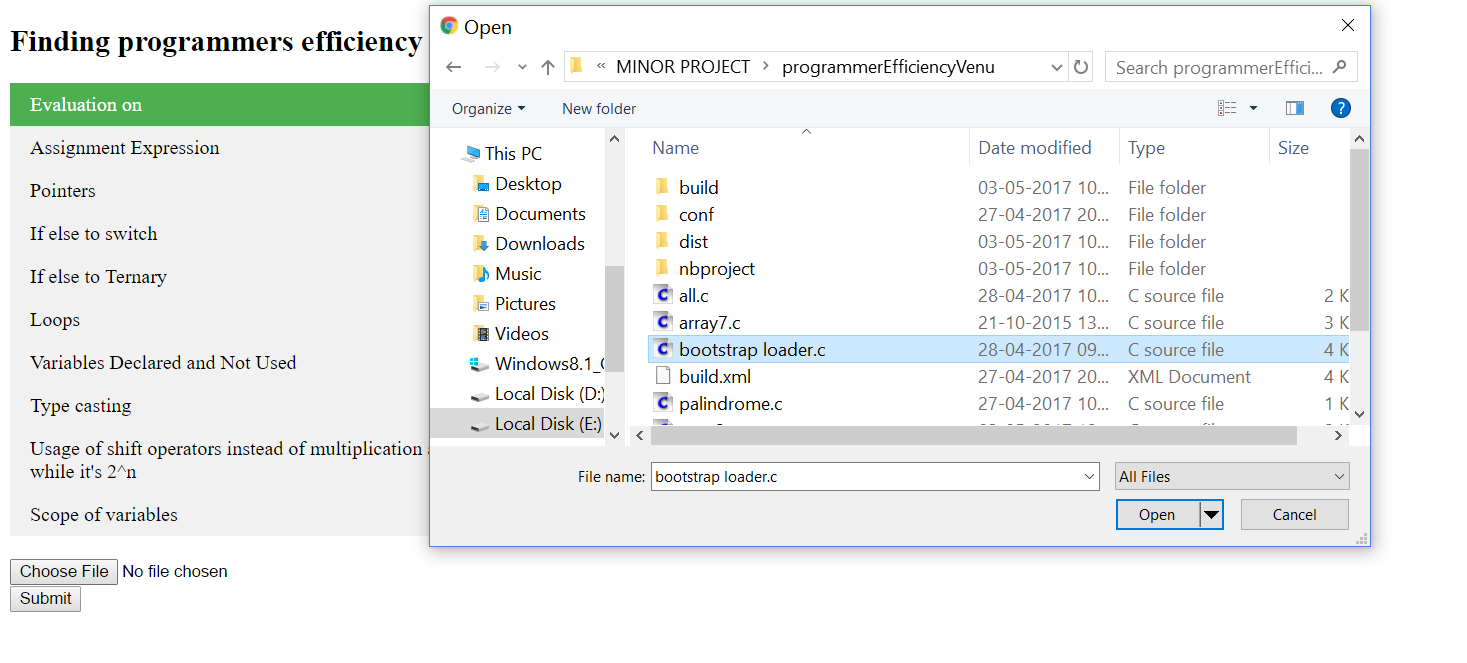 Finding programmers efficiency
Evaluation on
Assignment Expression
Pointers
If else to switch
If else to Ternary
Loops
Variables Declared and Not Used
Type casting
Usage of shift operators instead of multiplication
while it's 2^n
Scope of variables
Choose File No file chosen
Submit
Open
« MINOR PROJECT > programmerEfficiencyVenu
Search programmerEffici...
Organize New folder
?
This PC
Desktop
Documents
Downloads
Music
Pictures
Videos
Windows8.1_
Local Disk (D:)
Local Disk (E:)
Name Date modified Type Size
build 03-05-2017 10... File folder
conf 27-04-2017 20... File folder
dist 03-05-2017 10... File folder
nbproject 03-05-2017 10... File folder
all.c 28-04-2017 10... C source file 2 K
array7.c 21-10-2015 13... C source file 3 K
bootstrap loader.c 28-04-2017 09... C source file 4 K
build.xml 27-04-2017 20... XML Document 4 K
palindrome.c 27-04-2017 10... C source file 1 K
File name: bootstrap loader.c All Files
Open Cancel